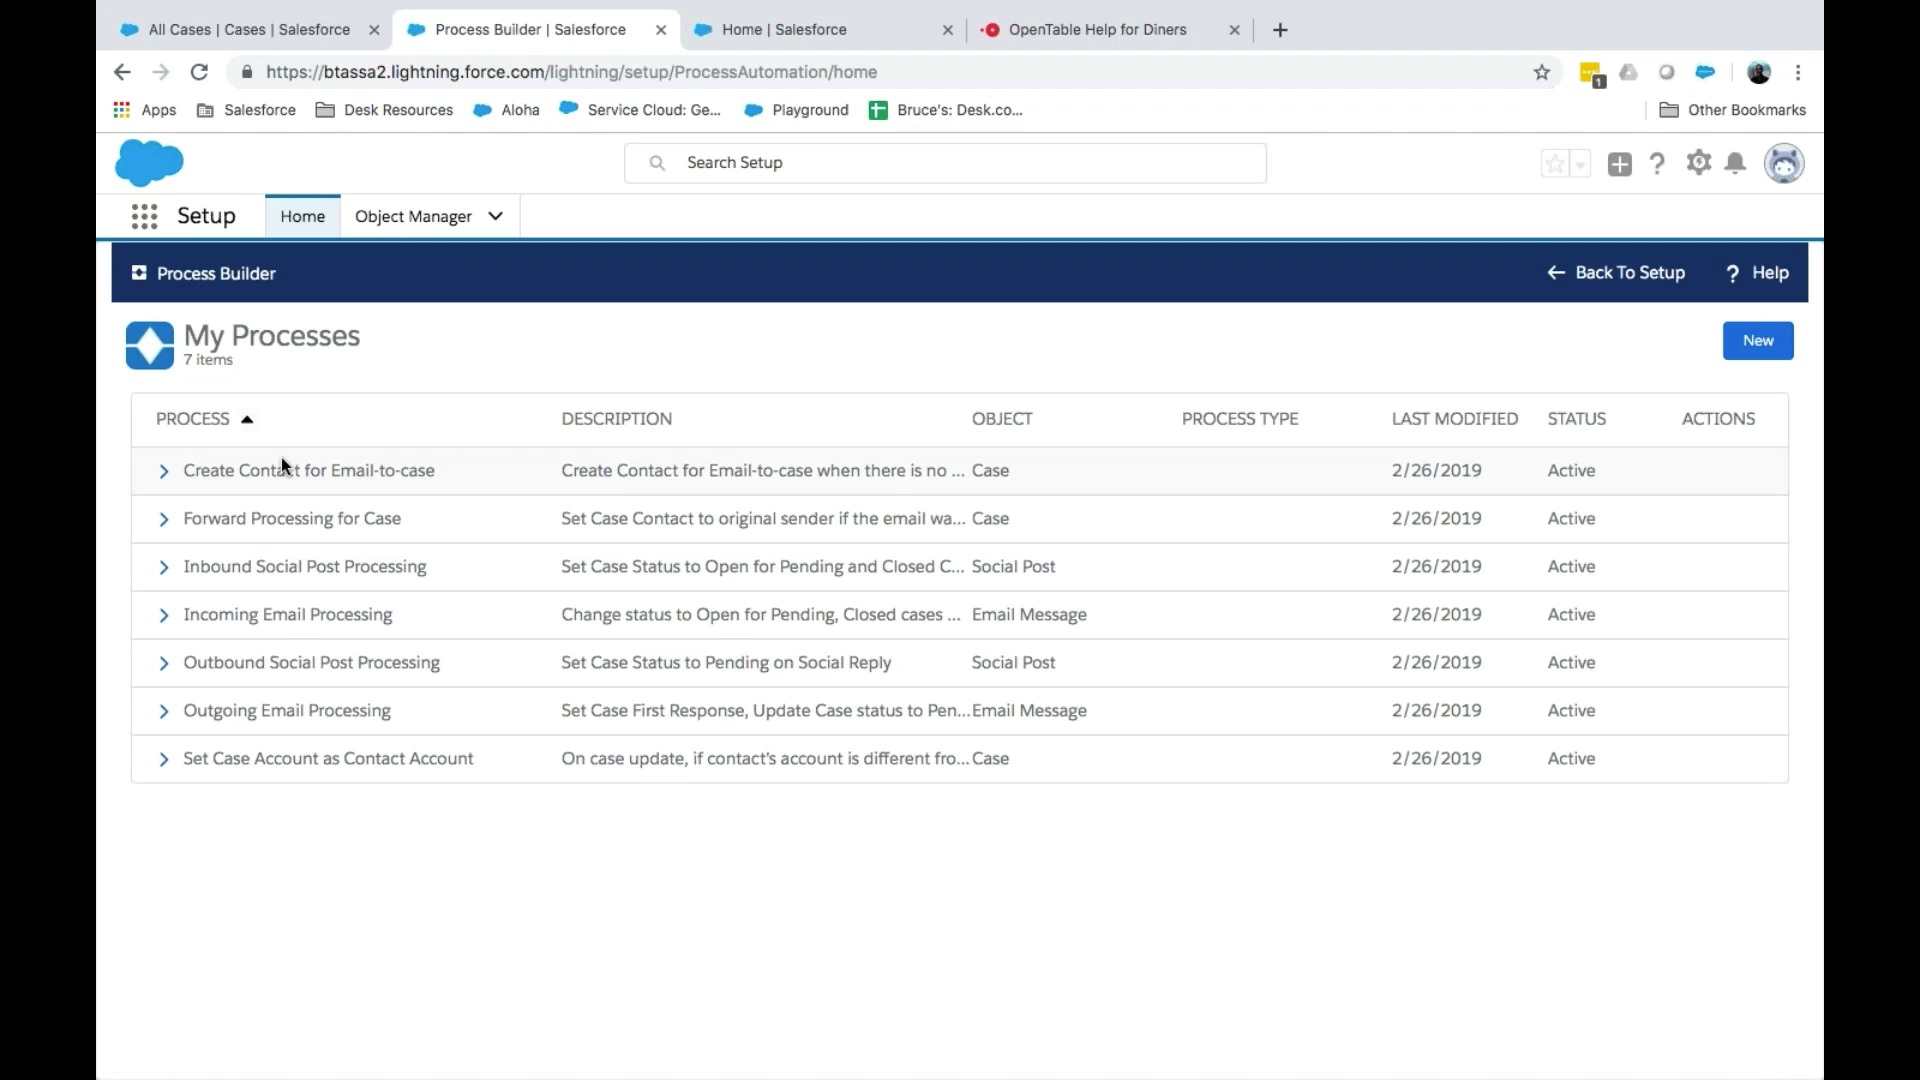 All Cases | Cases | Salesforce
Process Builder | Salesforce
Home | Salesforce
OpenTable Help for Diners
https://btassa2.lightning.force.com/lightning/setup/ProcessAutomation/home
1
Apps
Salesforce
Desk Resources
Aloha
Service Cloud: Ge...
Playground
Bruce's: Desk.co...
Other Bookmarks
Search Setup
Setup
Home
Object Manager
Process Builder
Back To Setup
? Help
My Processes
7 items
New
PROCESS DESCRIPTION OBJECT PROCESS TYPE LAST MODIFIED STATUS ACTIONS
Create Contact for Email-to-case Create Contact for Email-to-case when there is no ... Case 2/26/2019 Active
Forward Processing for Case Set Case Contact to original sender if the email wa... Case 2/26/2019 Active
Inbound Social Post Processing Set Case Status to Open for Pending and Closed C... Social Post 2/26/2019 Active
Incoming Email Processing Change status to Open for Pending, Closed cases ... Email Message 2/26/2019 Active
Outbound Social Post Processing Set Case Status to Pending on Social Reply Social Post 2/26/2019 Active
Outgoing Email Processing Set Case First Response, Update Case status to Pen... Email Message 2/26/2019 Active
Set Case Account as Contact Account On case update, if contact's account is different fro... Case 2/26/2019 Active